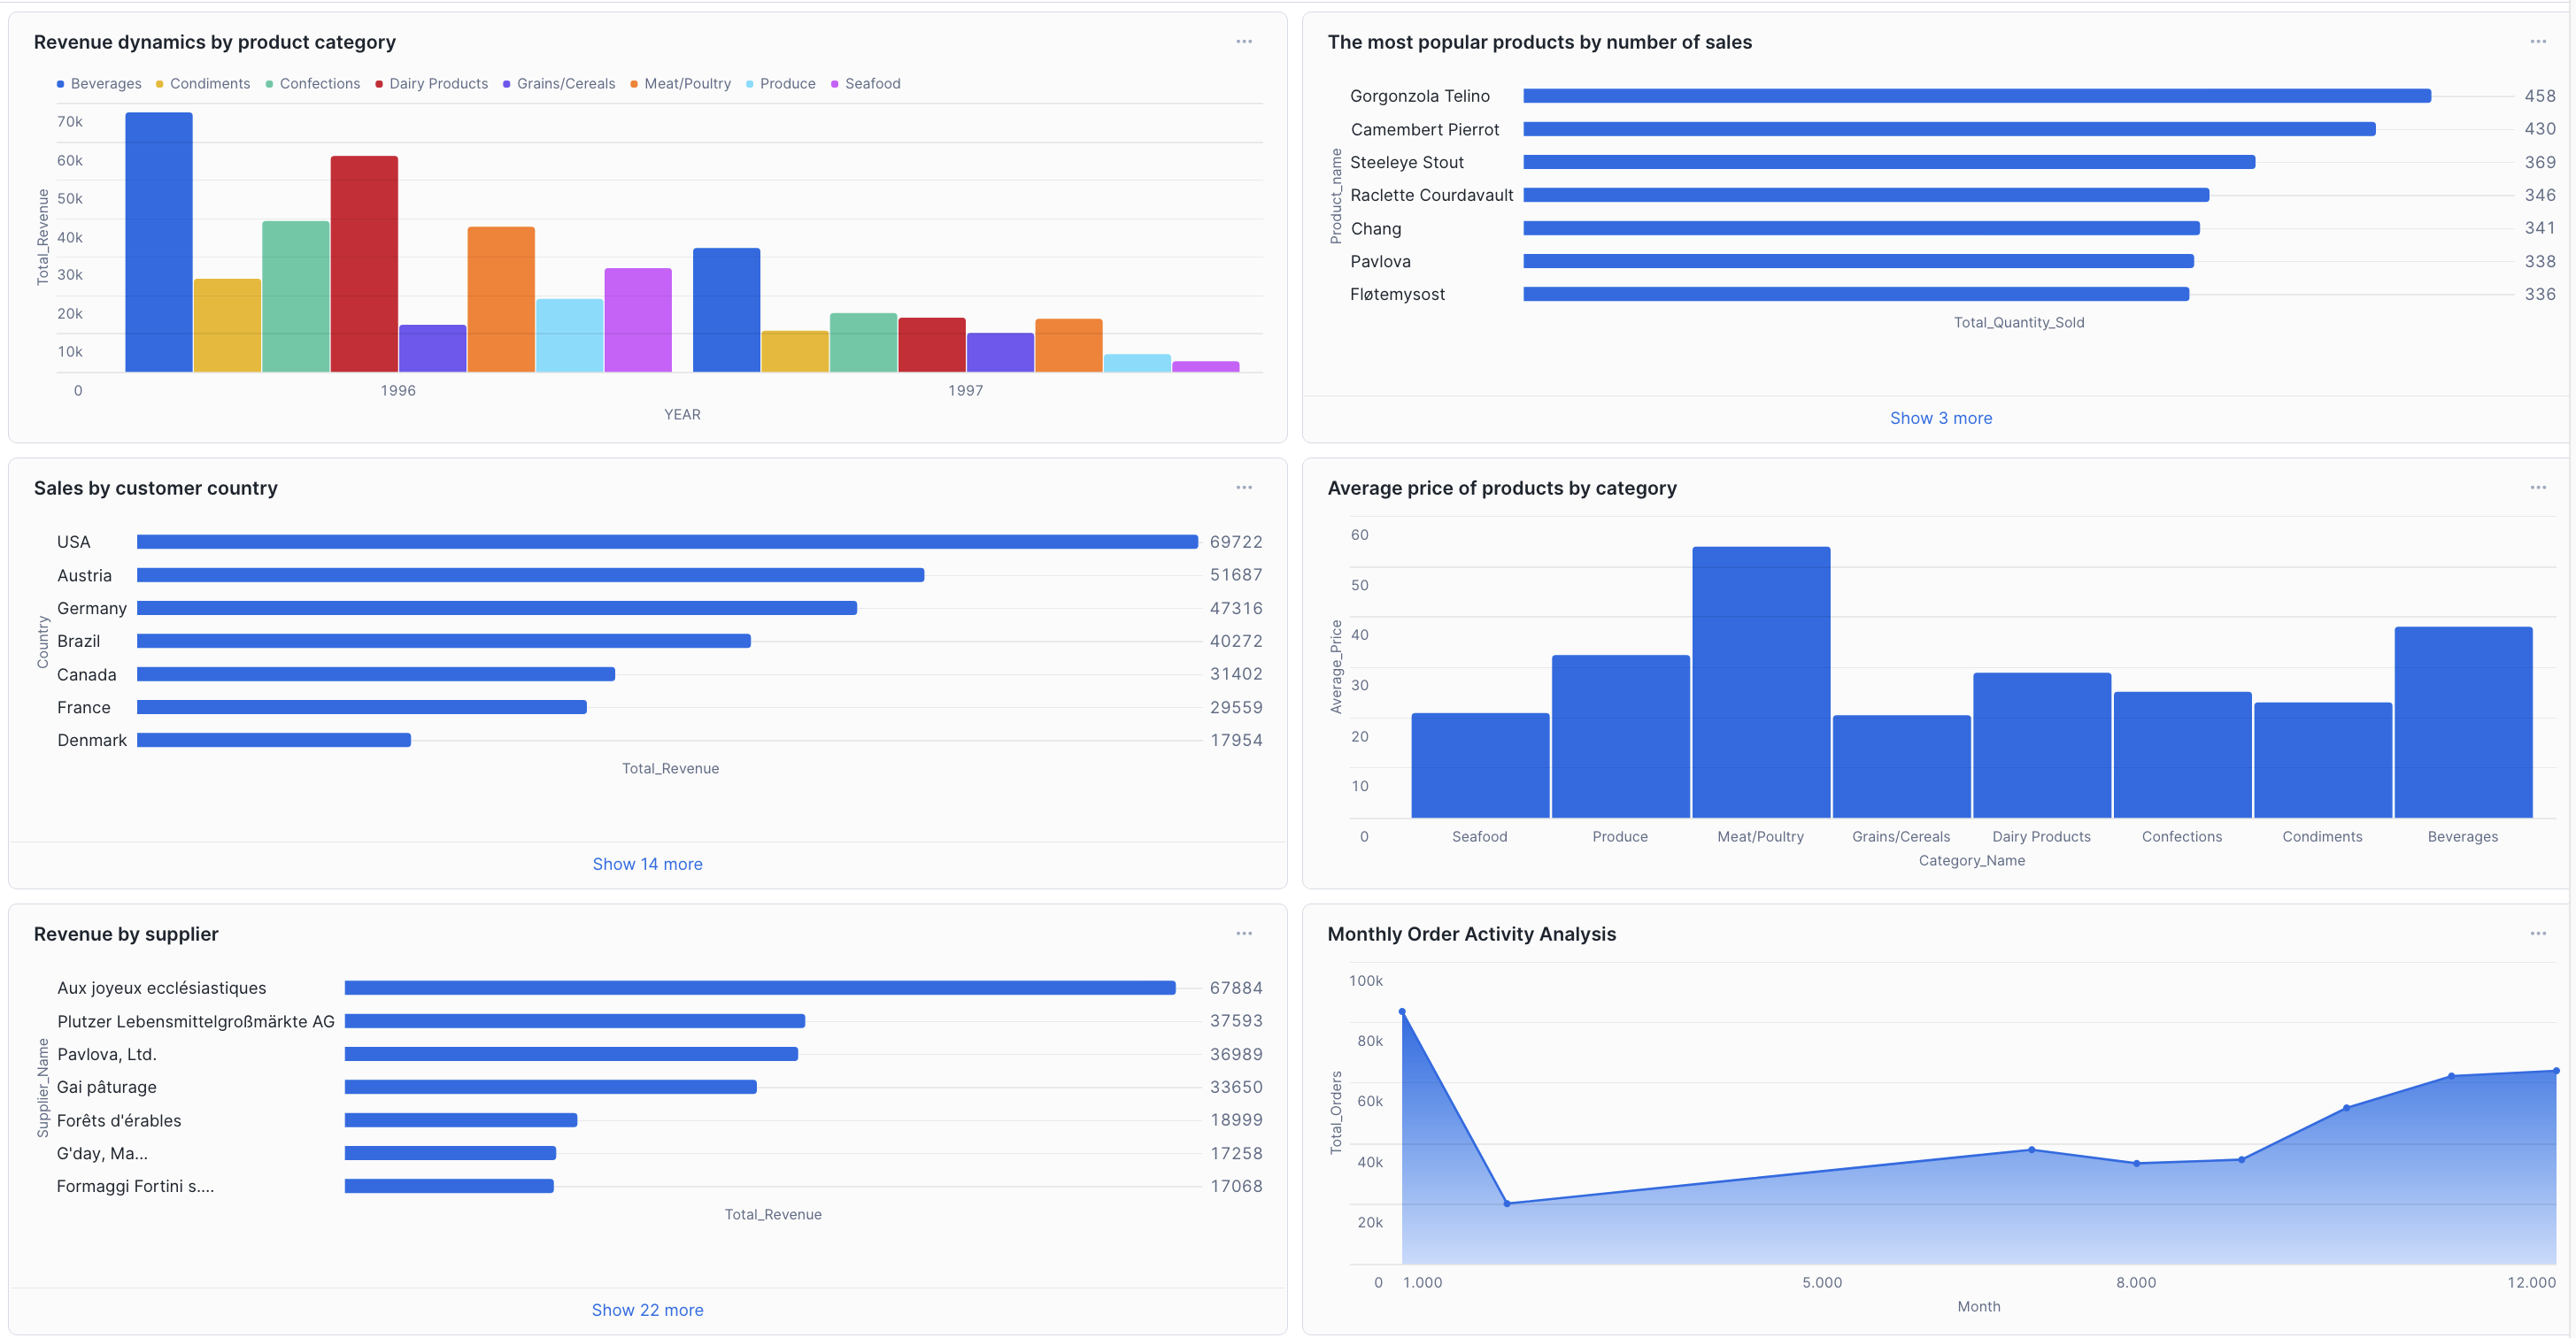 Revenue dynamics by product category
Beverages Condiments Confections Dairy Products Grains/Cereals Meat/Poultry Produce Seafood
Total_Revenue
70k
60k
50k
40k
30k
20k
10k
0
1996 1997
YEAR
The most popular products by number of sales
Product_name
Gorgonzola Telino 458
Camembert Pierrot 430
Steeleye Stout 369
Raclette Courdavault 346
Chang 341
Pavlova 338
Fløtemysost 336
Total_Quantity_Sold
Show 3 more
Sales by customer country
Country
USA 69722
Austria 51687
Germany 47316
Brazil 40272
Canada 31402
France 29559
Denmark 17954
Total_Revenue
Show 14 more
Average price of products by category
Average_Price
60
50
40
30
20
10
0
Seafood Produce Meat/Poultry Grains/Cereals Dairy Products Confections Condiments Beverages
Category_Name
Revenue by supplier
Supplier_Name
Aux joyeux ecclésiastiques 67884
Plutzer Lebensmittelgroßmärkte AG 37593
Pavlova, Ltd. 36989
Gai pâturage 33650
Forêts d'érables 18999
G'day, Ma... 17258
Formaggi Fortini s.... 17068
Total_Revenue
Show 22 more
Monthly Order Activity Analysis
Total_Orders
100k
80k
60k
40k
20k
0
1.000 5.000 8.000 12.000
Month